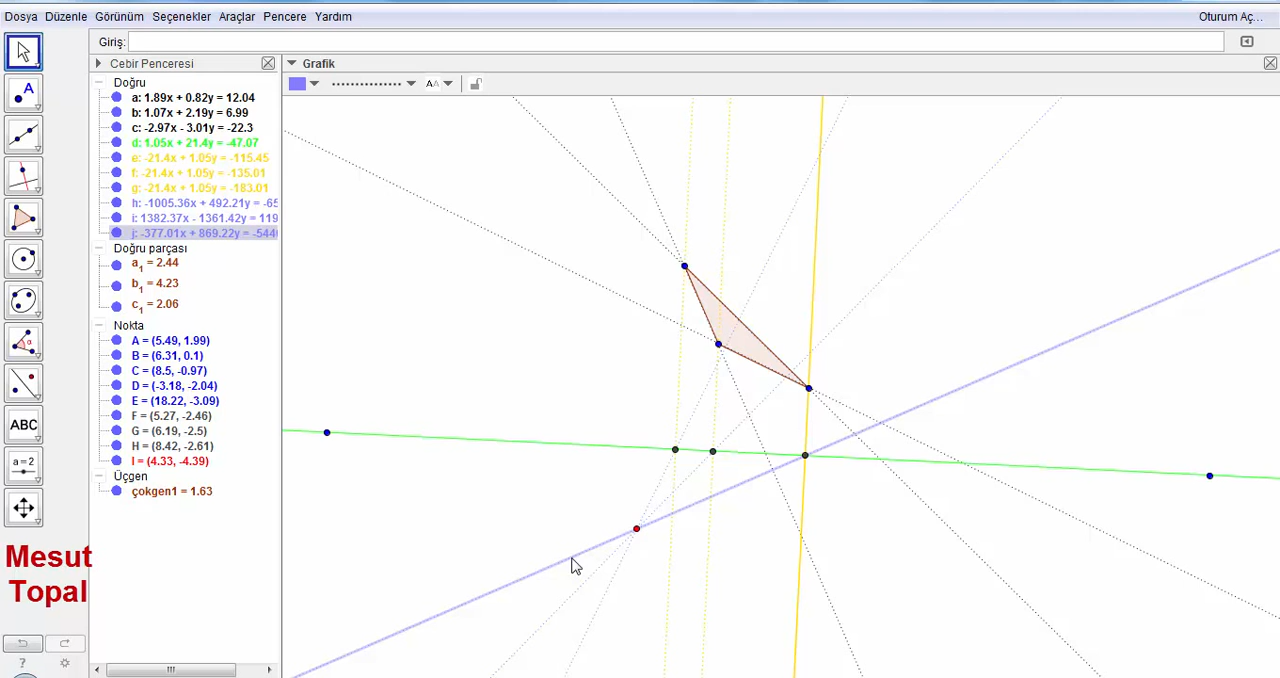 Dosya Düzenle Görünüm Seçenekler Araçlar Pencere Yardım Oturum Aç...
Giriş:
Cebir Penceresi
Grafik
Doğru
a: 1.89x + 0.82y = 12.04
b: 1.07x + 2.19y = 6.99
c: -2.97x - 3.01y = -22.3
d: 1.05x + 21.4y = -47.07
e: -21.4x + 1.05y = -115.45
f: -21.4x + 1.05y = -135.01
g: -21.4x + 1.05y = -183.01
h: -1005.36x + 492.21y = -65
i: 1382.37x - 1361.42y = 119
j: -377.01x + 869.22y = -544
Doğru parçası
a1 = 2.44
b1 = 4.23
c1 = 2.06
Nokta
A = (5.49, 1.99)
B = (6.31, 0.1)
C = (8.5, -0.97)
D = (-3.18, -2.04)
E = (18.22, -3.09)
F = (5.27, -2.46)
G = (6.19, -2.5)
H = (8.42, -2.61)
I = (4.33, -4.39)
Üçgen
çokgen1 = 1.63
A
α
ABC
a = 2
Mesut
Topal
?